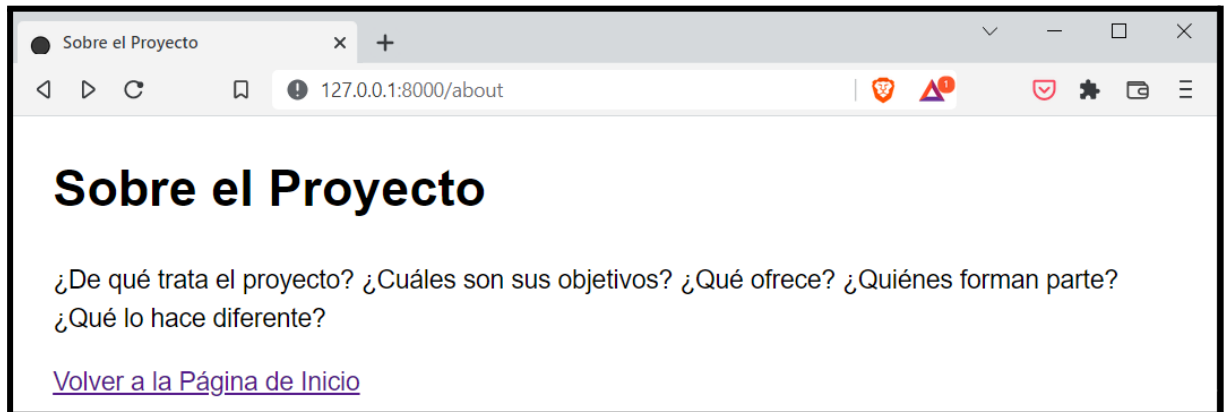 Sobre el Proyecto
127.0.0.1:8000/about
1
Sobre el Proyecto
¿De qué trata el proyecto? ¿Cuáles son sus objetivos? ¿Qué ofrece? ¿Quiénes forman parte?
¿Qué lo hace diferente?
Volver a la Página de Inicio